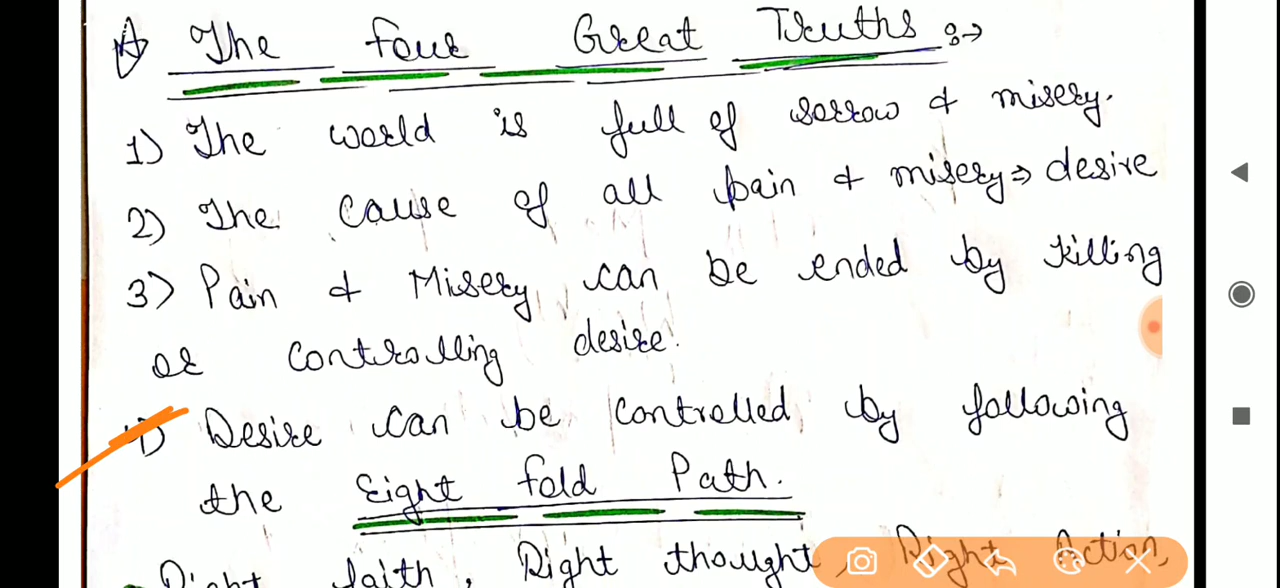 The Four Great Truths :→
1) The world is full of sorrow & misery.
2) The cause of all pain & misery ⇒ desire
3) Pain & Misery can be ended by killing
or controlling desire.
4) Desire can be controlled by following
the Eight fold Path.
Right faith, Right thought, Right Action,